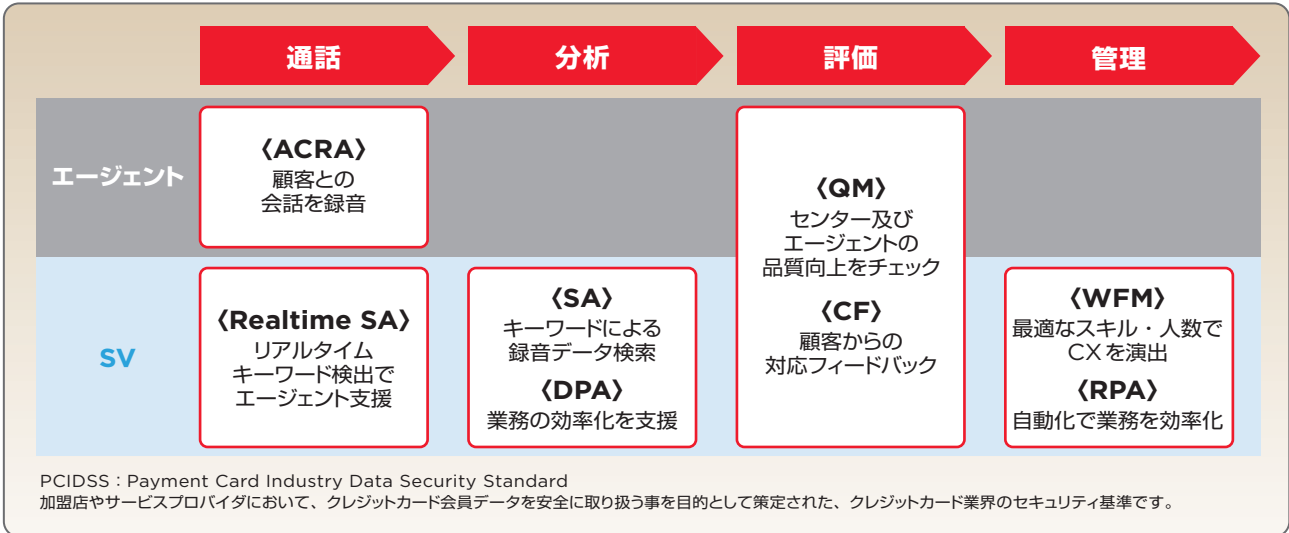 通話
分析
評価
管理
エージェント
〈ACRA〉
顧客との
会話を録音
〈QM〉
センター及び
エージェントの
品質向上をチェック
〈CF〉
顧客からの
対応フィードバック
SV
〈Realtime SA〉
リアルタイム
キーワード検出で
エージェント支援
〈SA〉
キーワードによる
録音データ検索
〈DPA〉
業務の効率化を支援
〈WFM〉
最適なスキル・人数で
CXを演出
〈RPA〉
自動化で業務を効率化
PCIDSS：Payment Card Industry Data Security Standard
加盟店やサービスプロバイダにおいて、クレジットカード会員データを安全に取り扱う事を目的として策定された、クレジットカード業界のセキュリティ基準です。